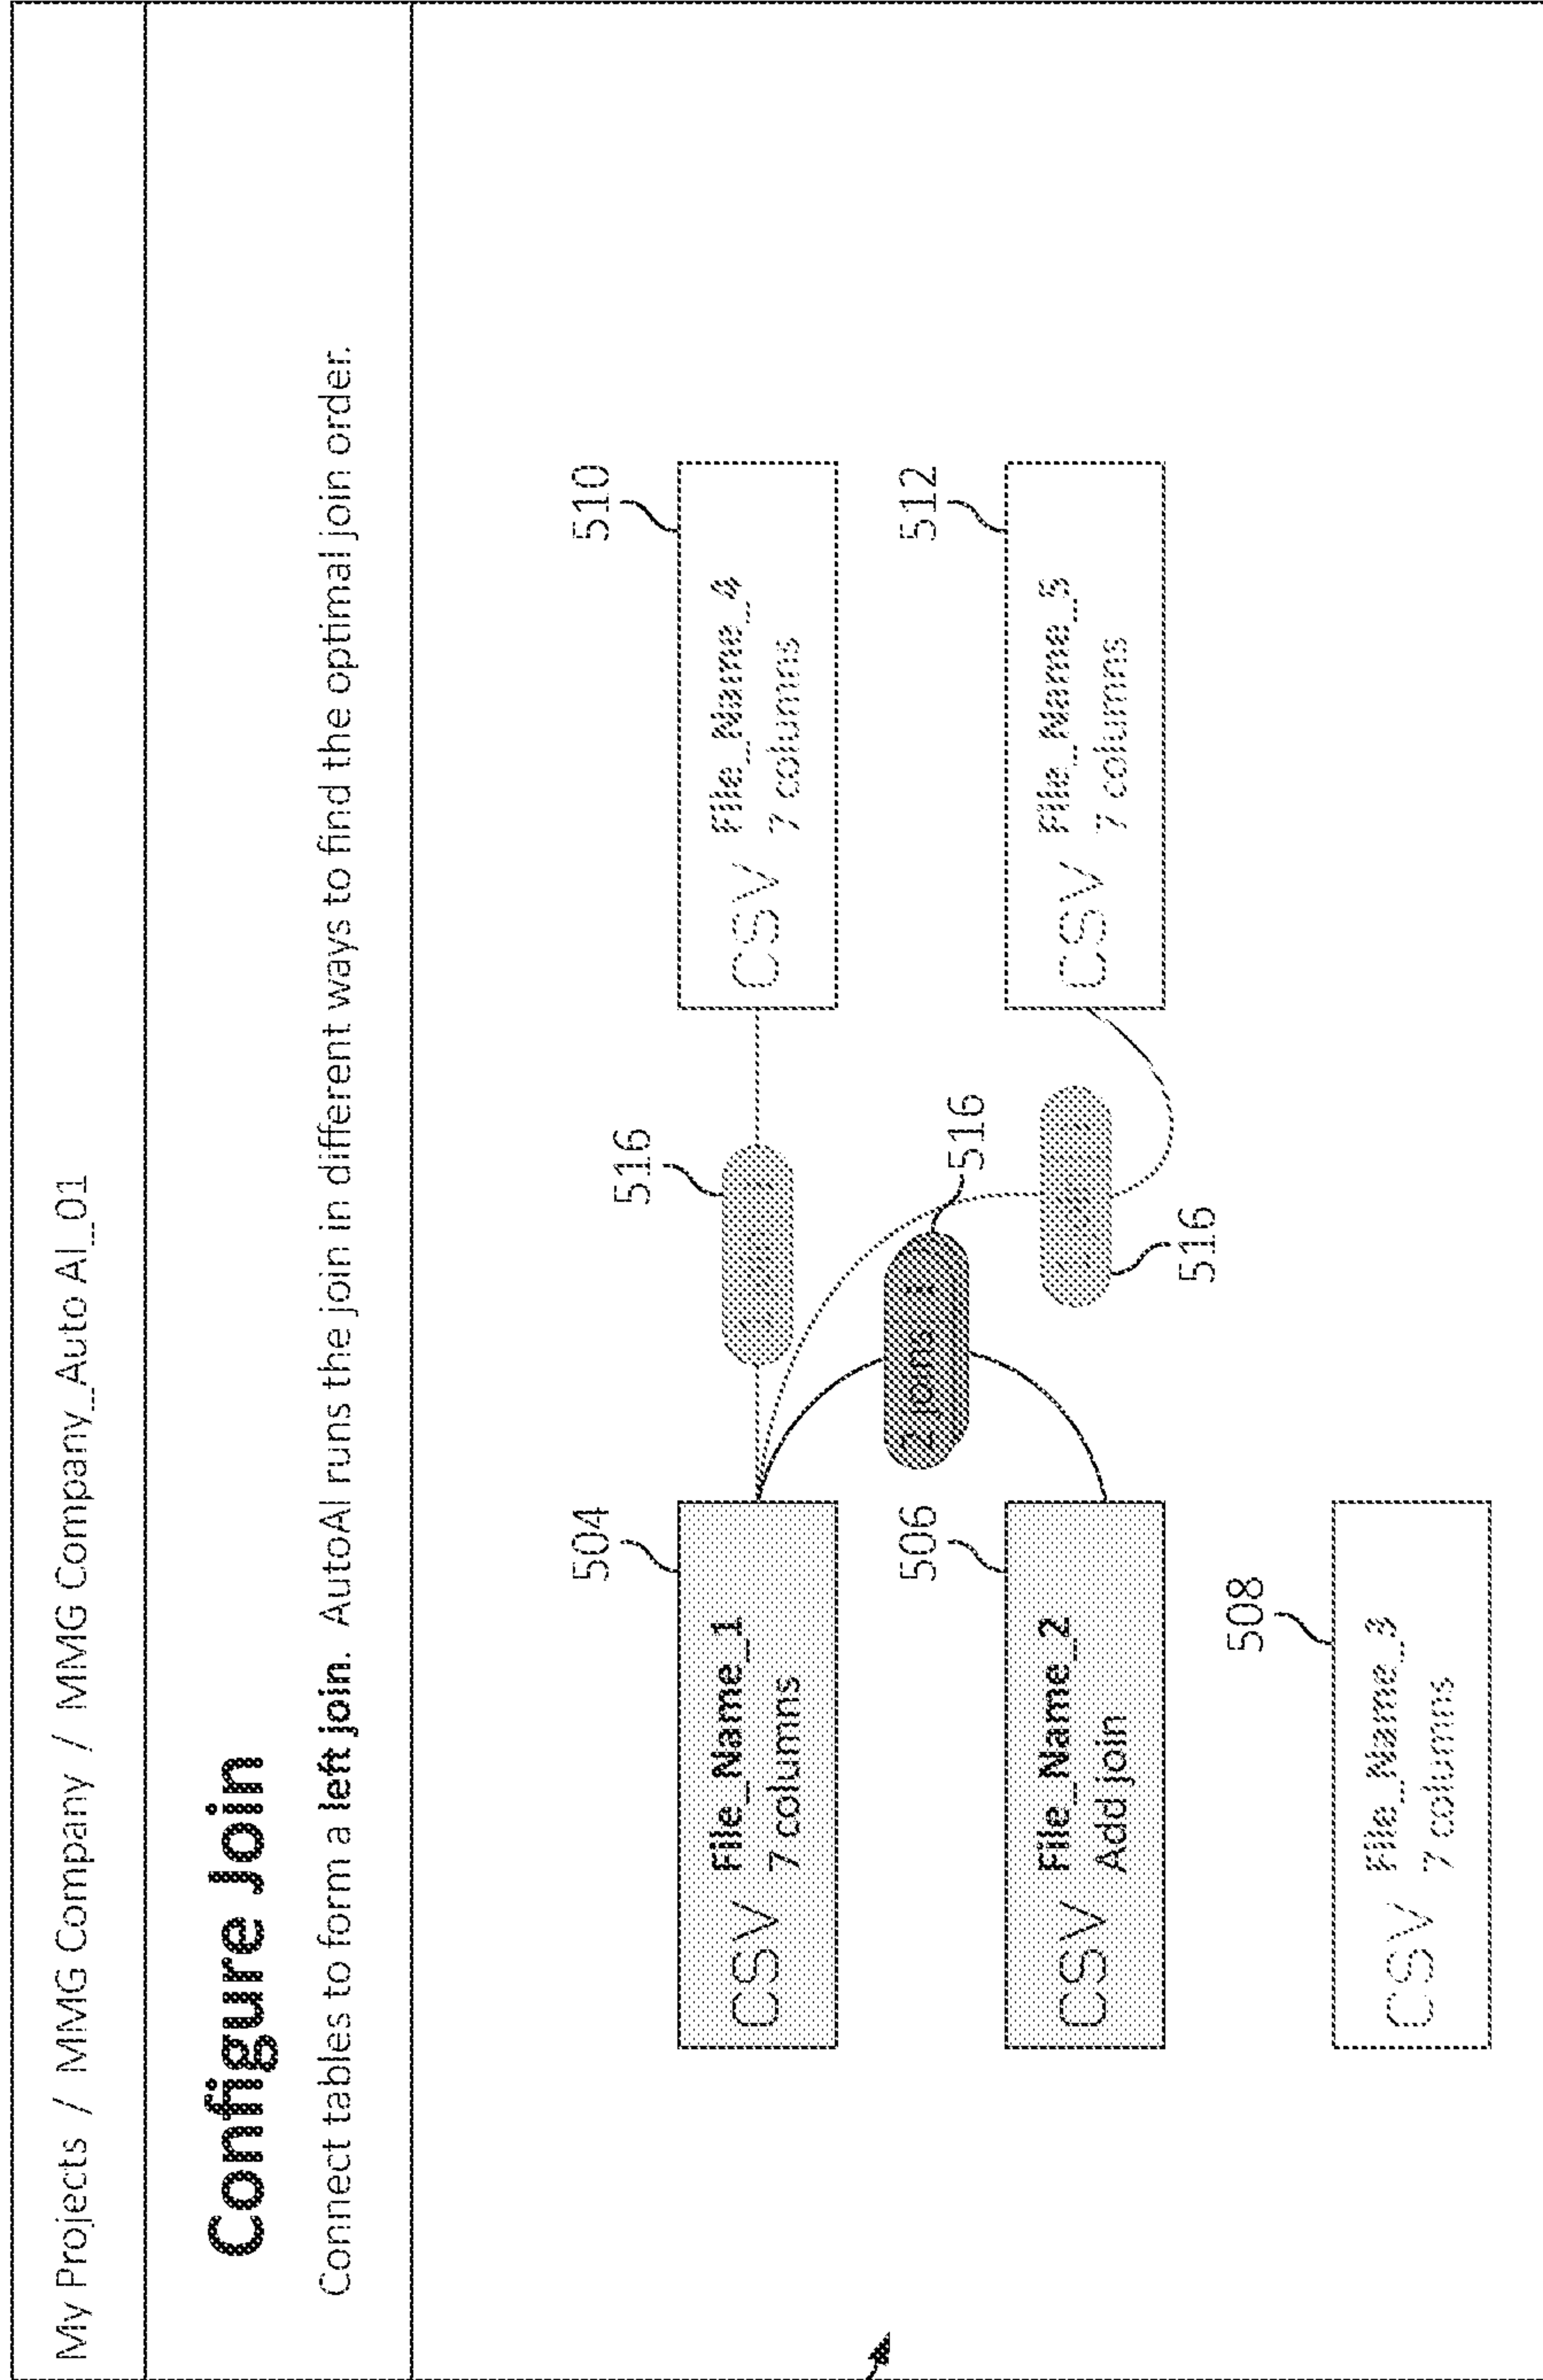 My Projects / MMG Company / MMG Company_Auto AI_01
Configure Join
Connect tables to form a left join. AutoAI runs the join in different ways to find the optimal join order.
504
CSV File_Name_1
7 columns
516
510
CSV File_Name_4
7 columns
506
CSV File_Name_2
Add join
2 joins
516
516
512
CSV File_Name_5
7 columns
508
CSV File_Name_3
7 columns